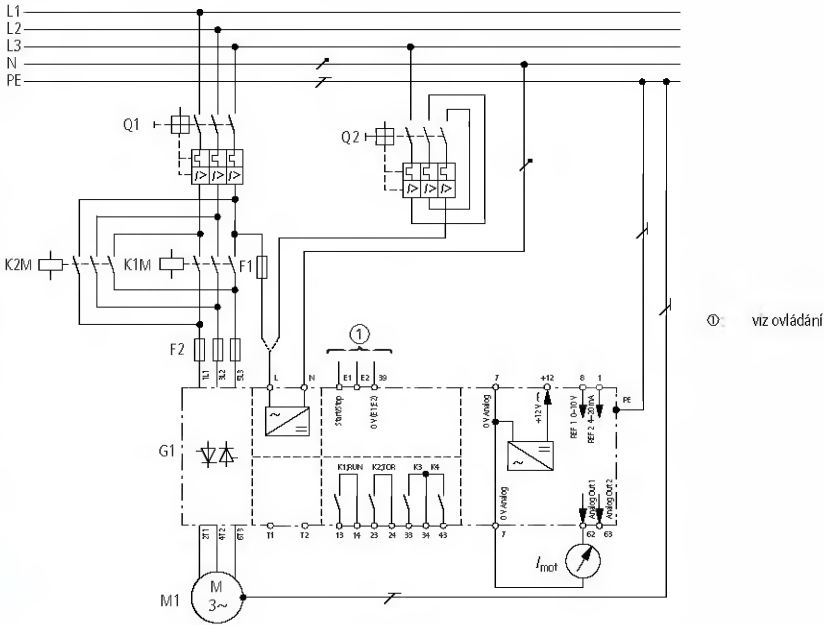 L1
L2
L3
N
PE
Q1
Q2
I> I> I>
I> I> I>
K2M
K1M
F1
①
①: viz ovládání
F2
1L1
3L2
5L3
L
N
E1
E2
39
7
+12
8
1
Start/Stop
0 V (E1;E2)
0 V Analog
+12 V
REF 1 0–10 V
REF 2 4–20 mA
PE
~
=
G1
~
=
K1;RUN
K2;TOR
K3
K4
0 V Analog
Analog Out 1
Analog Out 2
2T1
4T2
6T3
T1
T2
13
14
23
24
33
34
43
7
62
63
I mot
M1
M
3~